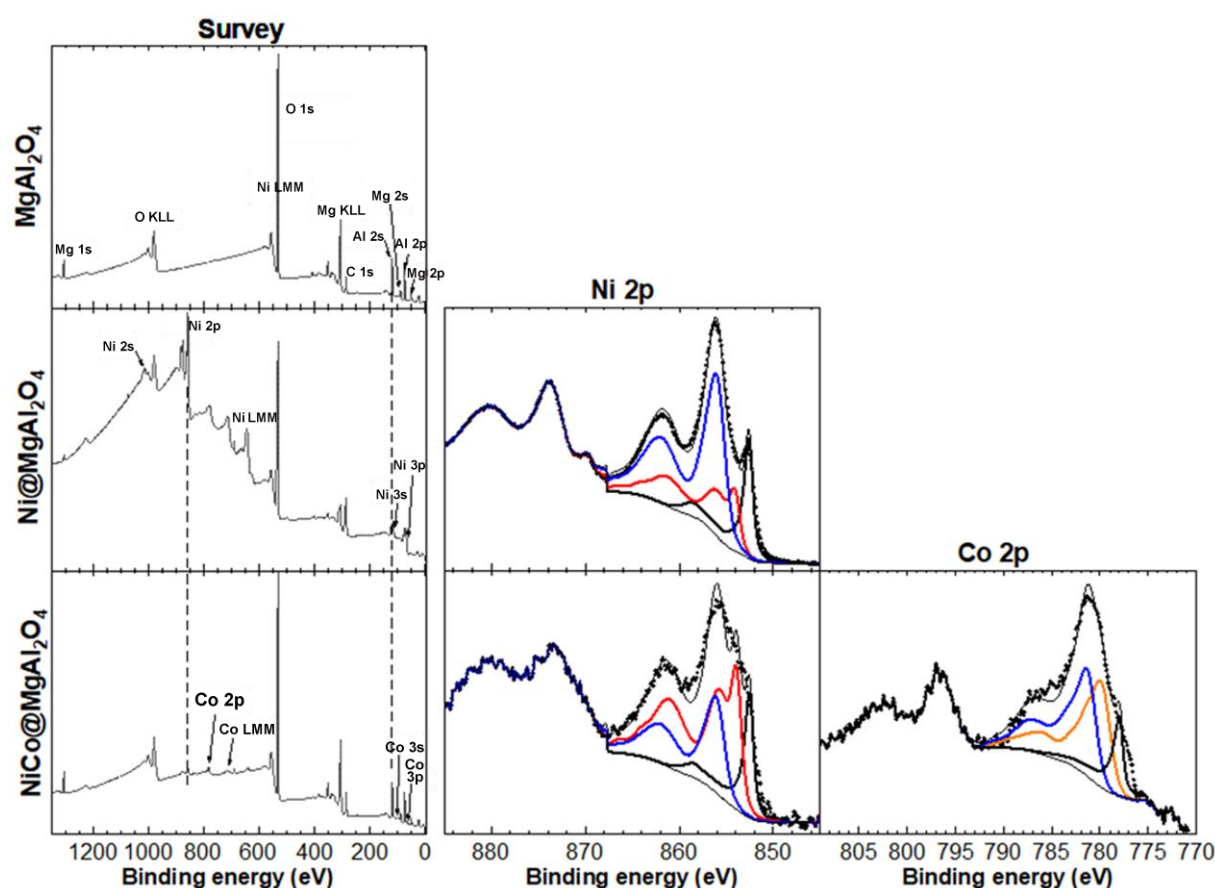 Survey
MgAl₂O₄
O 1s
Ni LMM
Mg 2s
O KLL
Mg KLL
Al 2s
Al 2p
Mg 1s
C 1s
Mg 2p
Ni@MgAl₂O₄
Ni 2p
Ni 2s
Ni LMM
Ni 3p
Ni 3s
Ni 2p
NiCo@MgAl₂O₄
Co 2p
Co LMM
Co 3s
Co
3p
Co 2p
1200 1000 800 600 400 200 0
Binding energy (eV)
880 870 860 850
Binding energy (eV)
805 800 795 790 785 780 775 770
Binding energy (eV)